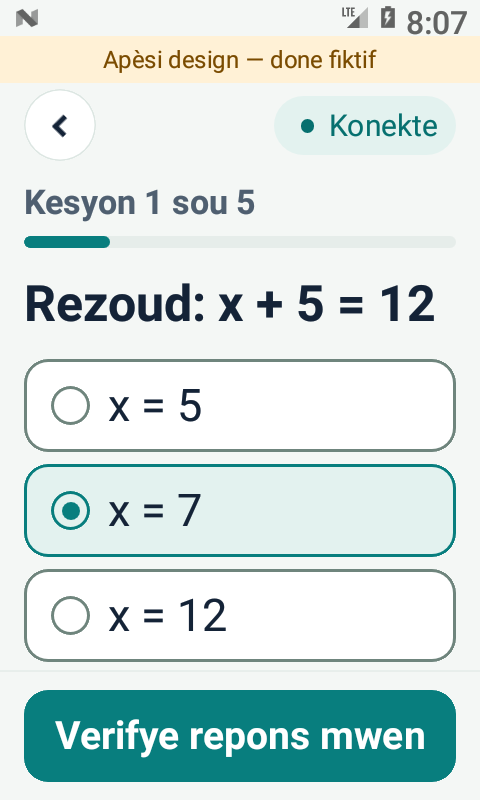 LTE
8:07
Apèsi design — done fiktif
Konekte
Kesyon 1 sou 5
Rezoud: x + 5 = 12
x = 5
x = 7
x = 12
Verifye repons mwen